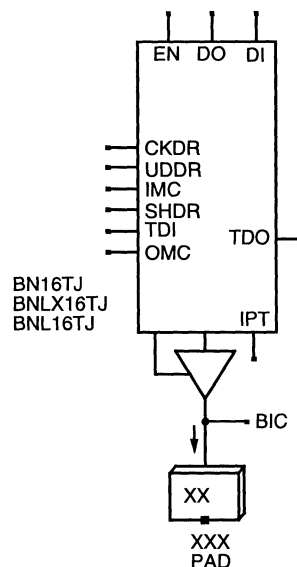 EN DO DI
CKDR
UDDR
IMC
SHDR
TDI
TDO
OMC
BN16TJ
BNLX16TJ
BNL16TJ
IPT
BIC
XX
XXX
PAD